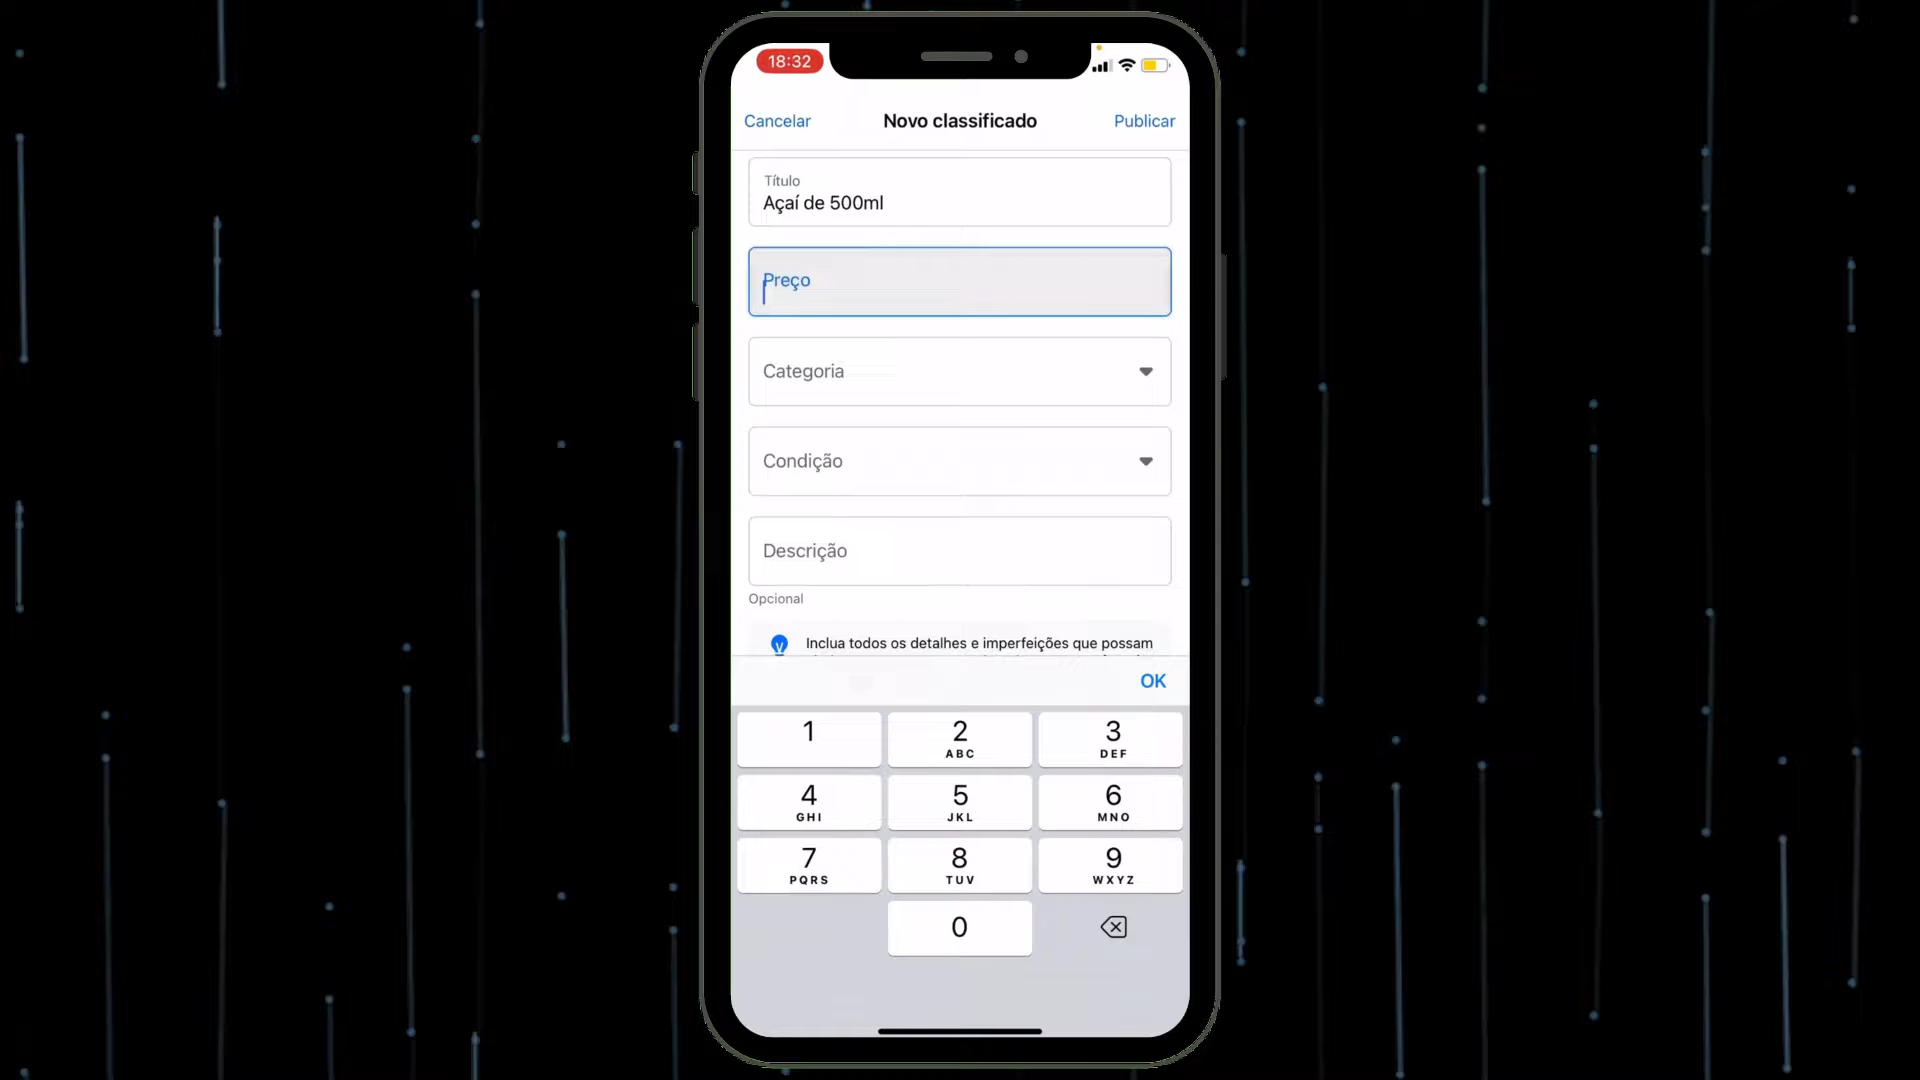 18:32
Cancelar
Novo classificado
Publicar
Título
Açaí de 500ml
Preço
Categoria
Condição
Descrição
Opcional
Inclua todos os detalhes e imperfeições que possam
OK
1
2
ABC
3
DEF
4
GHI
5
JKL
6
MNO
7
PQRS
8
TUV
9
WXYZ
0